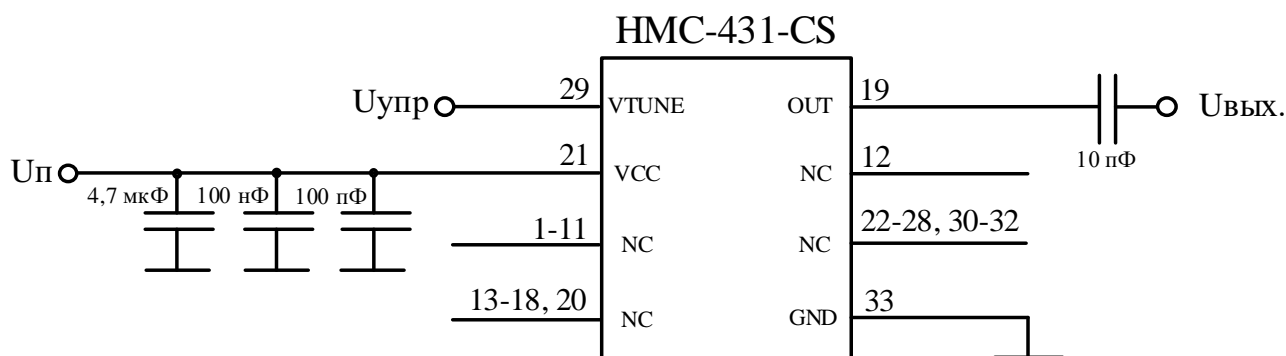 HMC-431-CS
Uупр 29 VTUNE OUT 19 Uвых.
10 пФ
Uп 21 VCC NC 12
4,7 мкФ 100 нФ 100 пФ
1-11 NC NC 22-28, 30-32
13-18, 20 NC GND 33